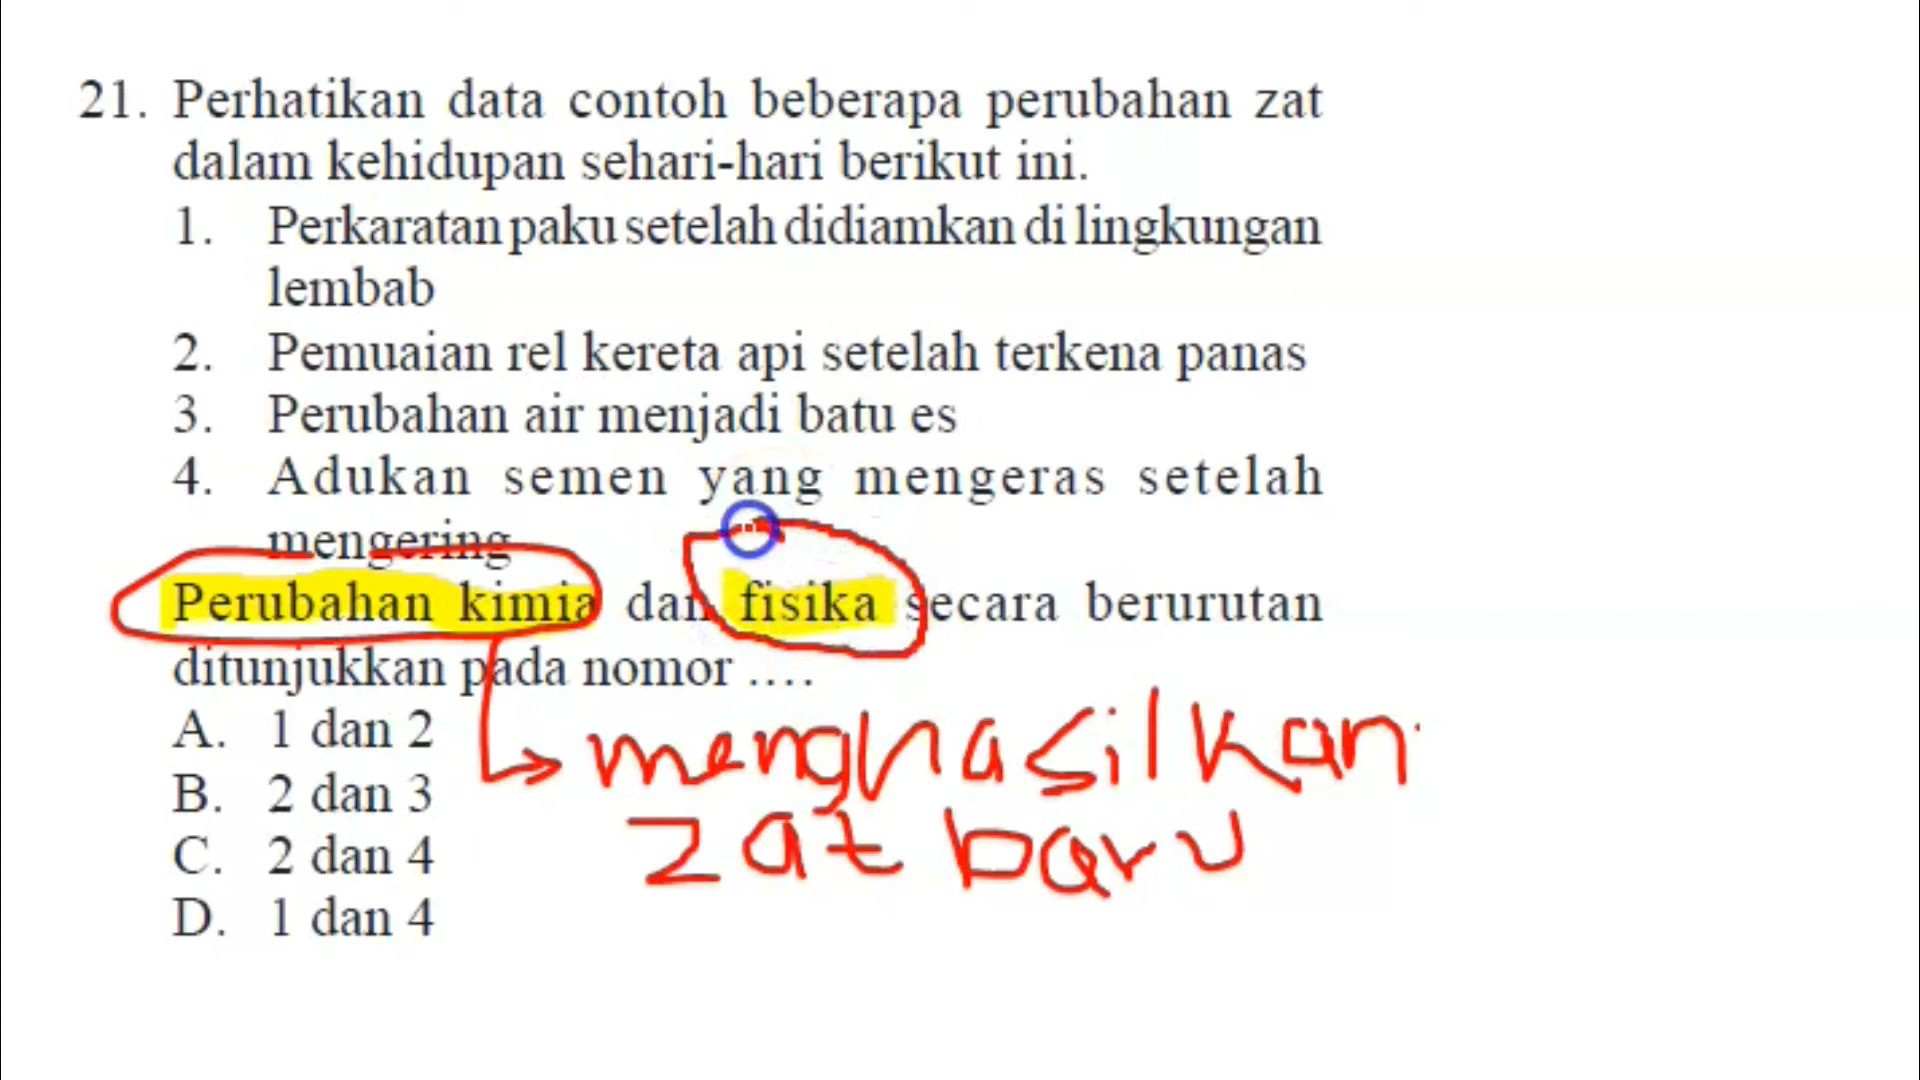 21. Perhatikan data contoh beberapa perubahan zat
dalam kehidupan sehari-hari berikut ini.
1. Perkaratan paku setelah didiamkan di lingkungan
lembab
2. Pemuaian rel kereta api setelah terkena panas
3. Perubahan air menjadi batu es
4. Adukan semen yang mengeras setelah
mengering
Perubahan kimia dan fisika secara berurutan
ditunjukkan pada nomor ....
A. 1 dan 2
menghasilkan
B. 2 dan 3
zat baru
C. 2 dan 4
D. 1 dan 4